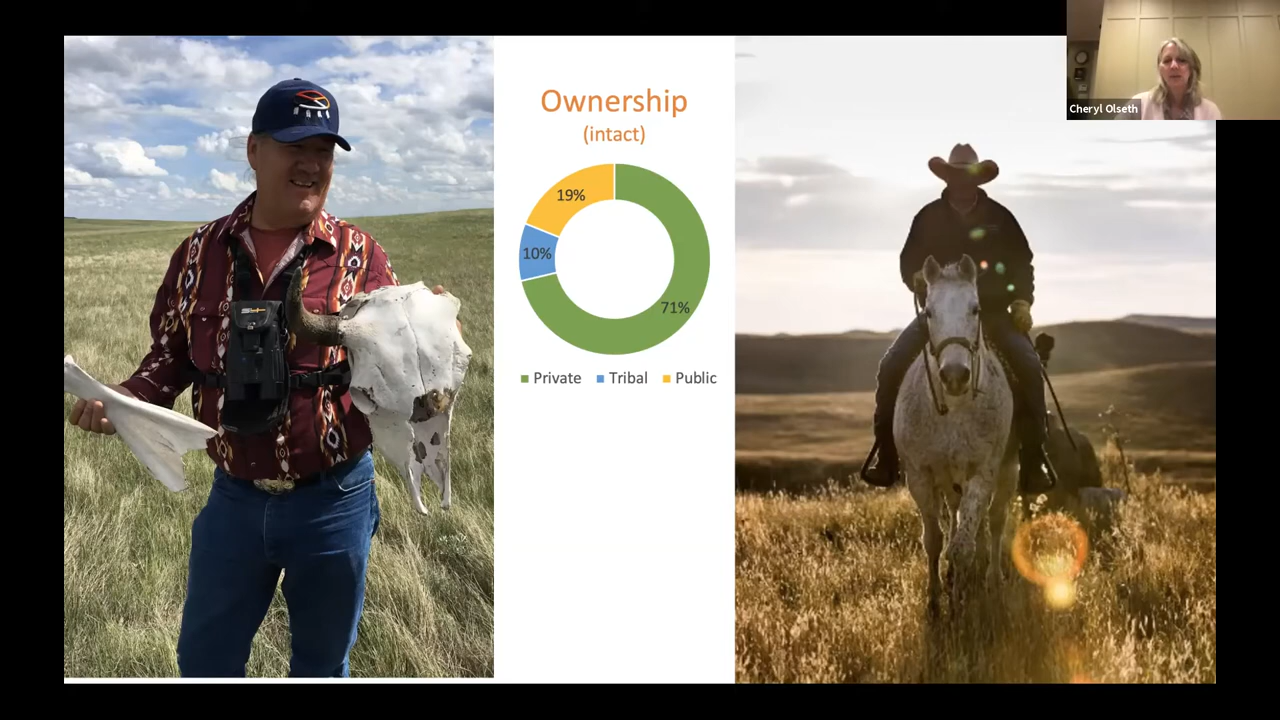 Cheryl Olseth
Ownership
(intact)
19%
10%
71%
Private
Tribal
Public